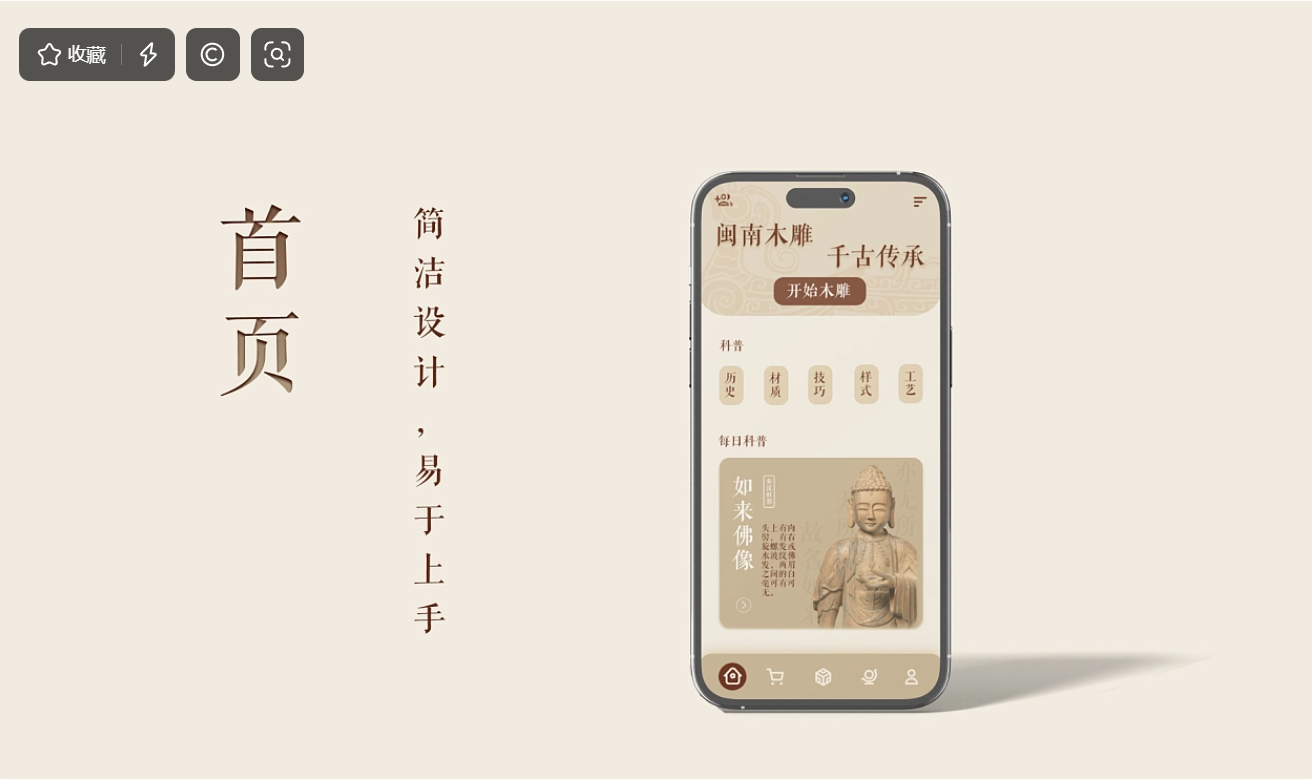 收藏
首页
简洁设计，易于上手
闽南木雕
千古传承
开始木雕
科普
历史
材质
技巧
样式
工艺
每日科普
如来佛像